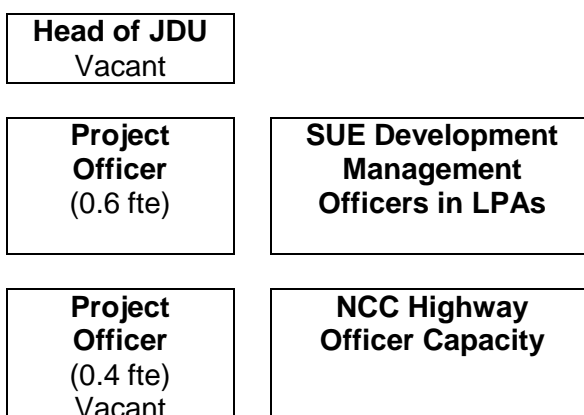 Head of JDU
Vacant
Project
Officer
(0.6 fte)
SUE Development
Management
Officers in LPAs
Project
Officer
(0.4 fte)
Vacant
NCC Highway
Officer Capacity